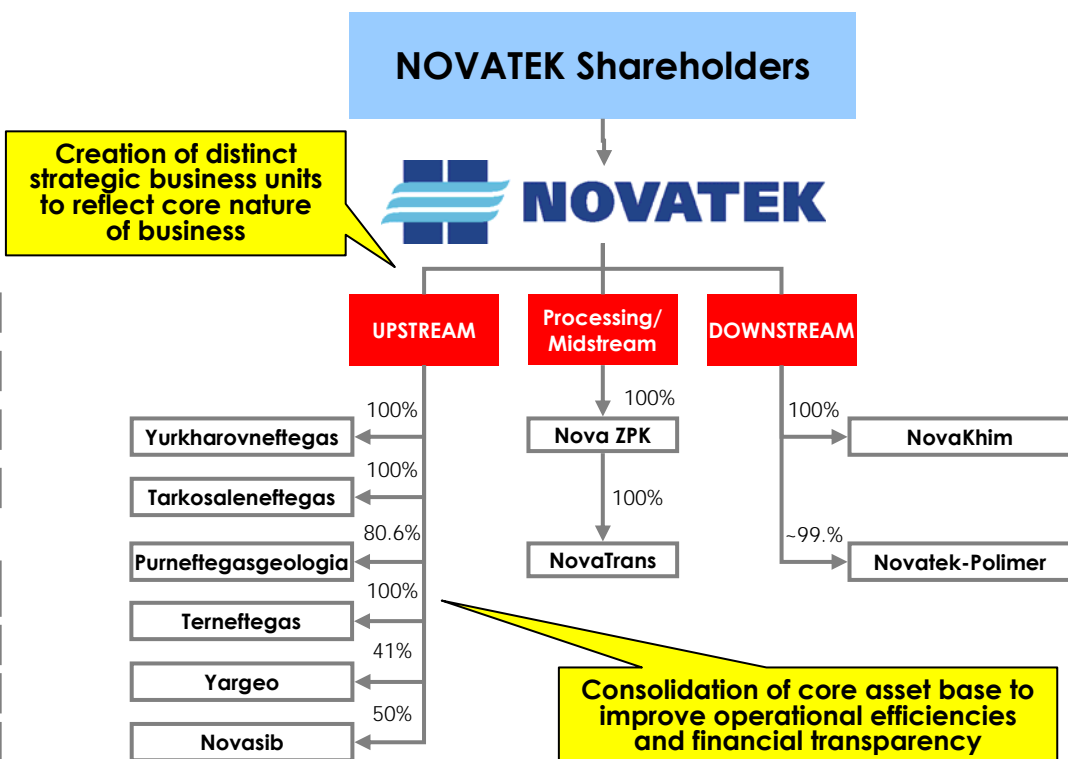 NOVATEK Shareholders
Creation of distinct
strategic business units
to reflect core nature
of business
NOVATEK
UPSTREAM
Processing/
Midstream
DOWNSTREAM
100%
Yurkharovneftegas
100%
Tarkosaleneftegas
80.6%
Purneftegasgeologia
100%
Terneftegas
41%
Yargeo
50%
Novasib
100%
Nova ZPK
100%
NovaTrans
100%
NovaKhim
~99.%
Novatek-Polimer
Consolidation of core asset base to
improve operational efficiencies
and financial transparency